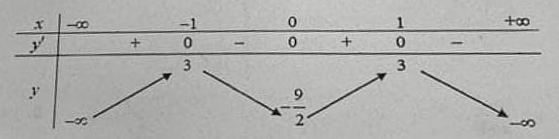 x -∞ -1 0 1 +∞
y' + 0 - 0 + 0 -
3 3
y
-∞ -9/2 -∞